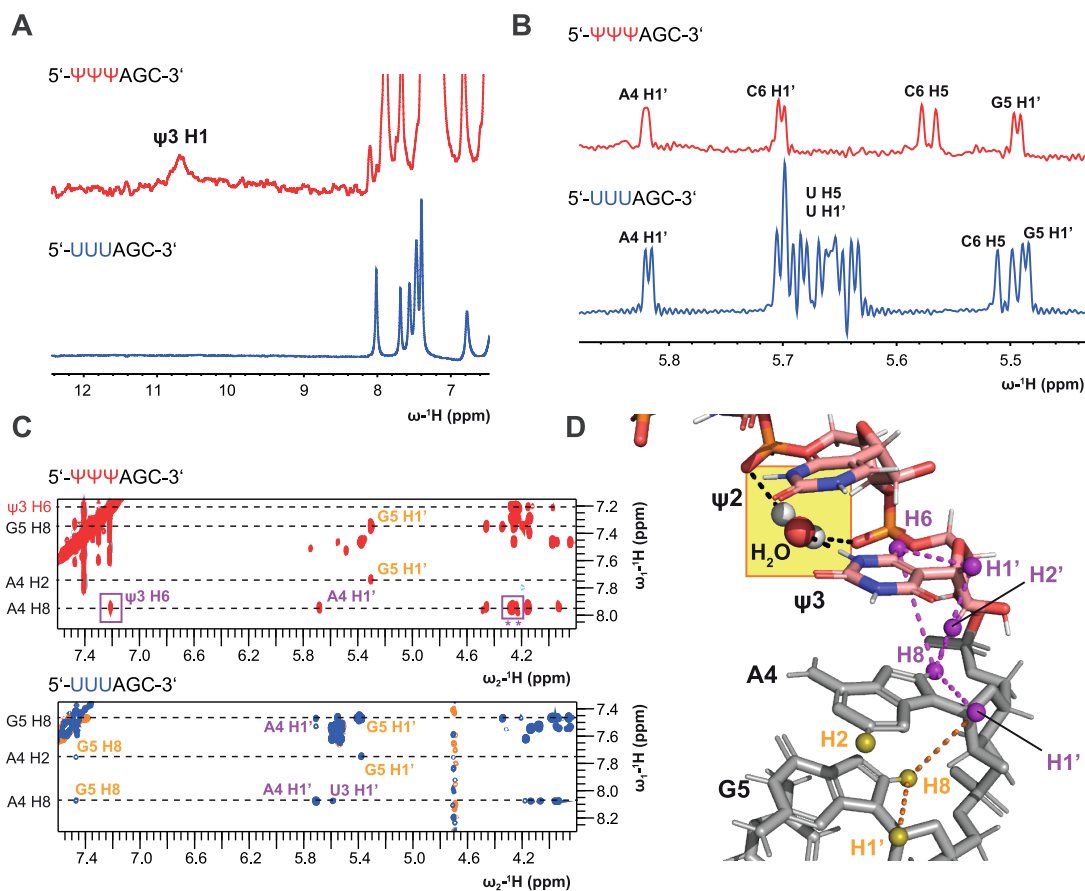 A
5‘-ΨΨΨAGC-3‘
ψ3 H1
5‘-UUUAGC-3‘
12 11 10 9 8 7
ω-¹H (ppm)
B
5‘-ΨΨΨAGC-3‘
A4 H1’ C6 H1’ C6 H5 G5 H1’
5‘-UUUAGC-3‘
U H5
U H1’
A4 H1’ C6 H5 G5 H1’
5.8 5.7 5.6 5.5
ω-¹H (ppm)
C
5‘-ΨΨΨAGC-3‘
ψ3 H6
G5 H8
A4 H2
A4 H8
G5 H1’
G5 H1’
ψ3 H6
A4 H1’
* *
7.2
7.4
7.6
7.8
8.0
ω₁-¹H (ppm)
7.4 7.0 6.6 6.2 5.8 5.4 5.0 4.6 4.2
ω₂-¹H (ppm)
5‘-UUUAGC-3‘
G5 H8
A4 H2
A4 H8
A4 H1’ G5 H1’
G5 H8
G5 H1’
G5 H8
A4 H1’ U3 H1’
7.4
7.6
7.8
8.0
8.2
ω₁-¹H (ppm)
7.4 7.0 6.6 6.2 5.8 5.4 5.0 4.6 4.2
ω₂-¹H (ppm)
D
ψ2
H₂O
ψ3
H6
H1’
H2’
H8
A4
H2
H1’
G5
H8
H1’